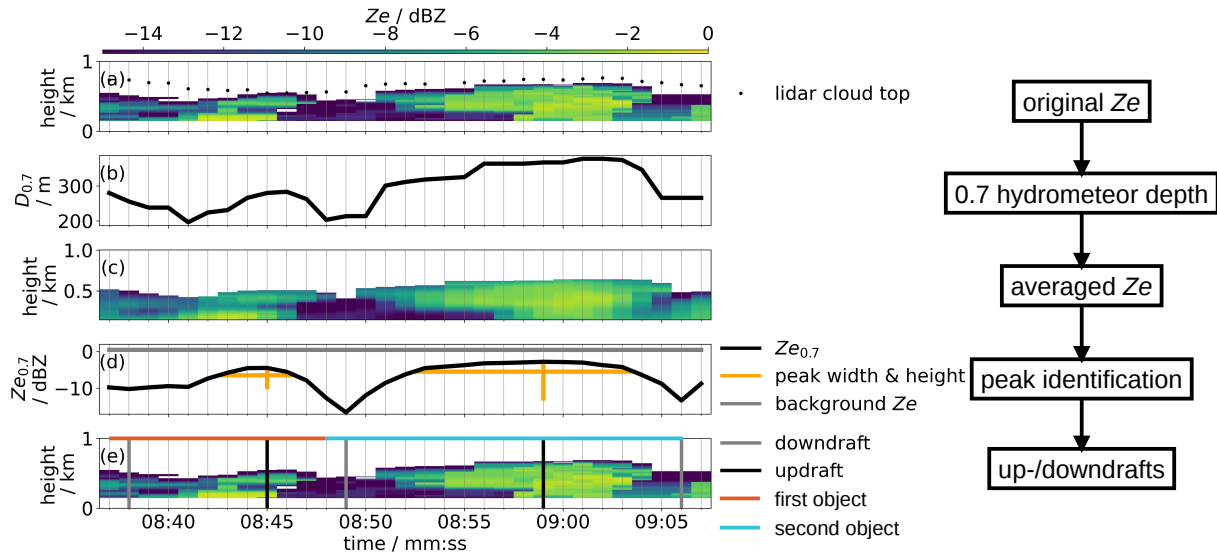 Ze / dBZ
−14 −12 −10 −8 −6 −4 −2 0
(a)
height
/ km
1
0
lidar cloud top
original Ze
(b)
D0.7
/ m
300
200
0.7 hydrometeor depth
(c)
height
/ km
1.0
0.5
averaged Ze
(d)
Ze0.7
/ dBZ
0
−10
Ze0.7
peak width & height
background Ze
peak identification
(e)
height
/ km
1
0
downdraft
updraft
first object
second object
up-/downdrafts
08:40 08:45 08:50 08:55 09:00 09:05
time / mm:ss